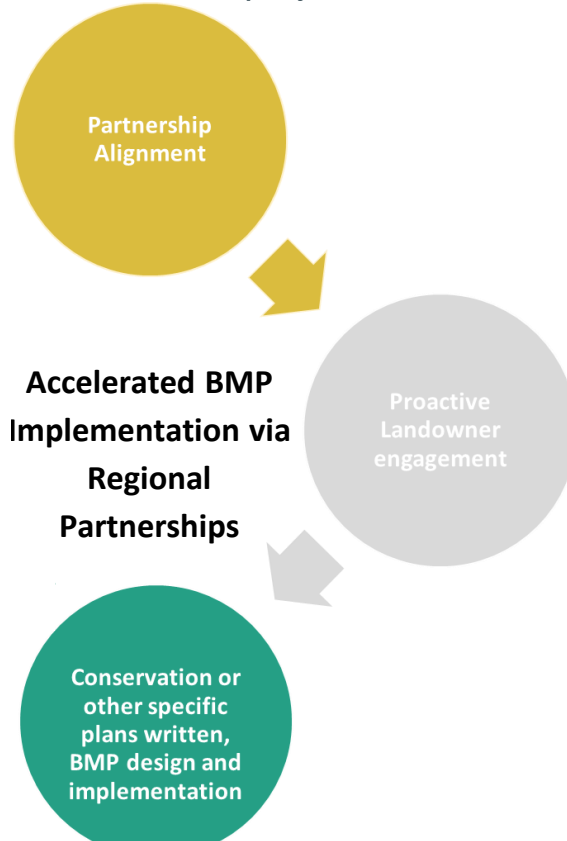 Partnership
Alignment
Accelerated BMP
Implementation via
Regional
Partnerships
Proactive
Landowner
engagement
Conservation or
other specific
plans written,
BMP design and
implementation